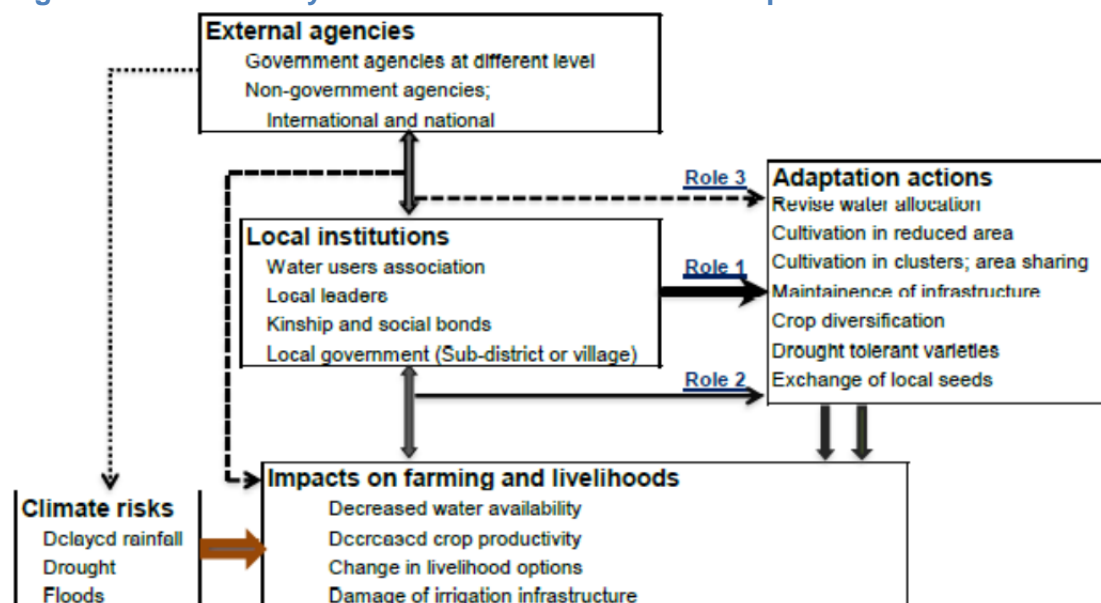 External agencies
Government agencies at different level
Non-government agencies;
International and national
Role 3
Adaptation actions
Revise water allocation
Cultivation in reduced area
Cultivation in clusters; area sharing
Maintainence of infrastructure
Crop diversification
Drought tolerant varieties
Exchange of local seeds
Local institutions
Water users association
Local leaders
Kinship and social bonds
Local government (Sub-district or village)
Role 1
Role 2
Impacts on farming and livelihoods
Decreased water availability
Decreased crop productivity
Change in livelihood options
Damage of irrigation infrastructure
Climate risks
Delayed rainfall
Drought
Floods